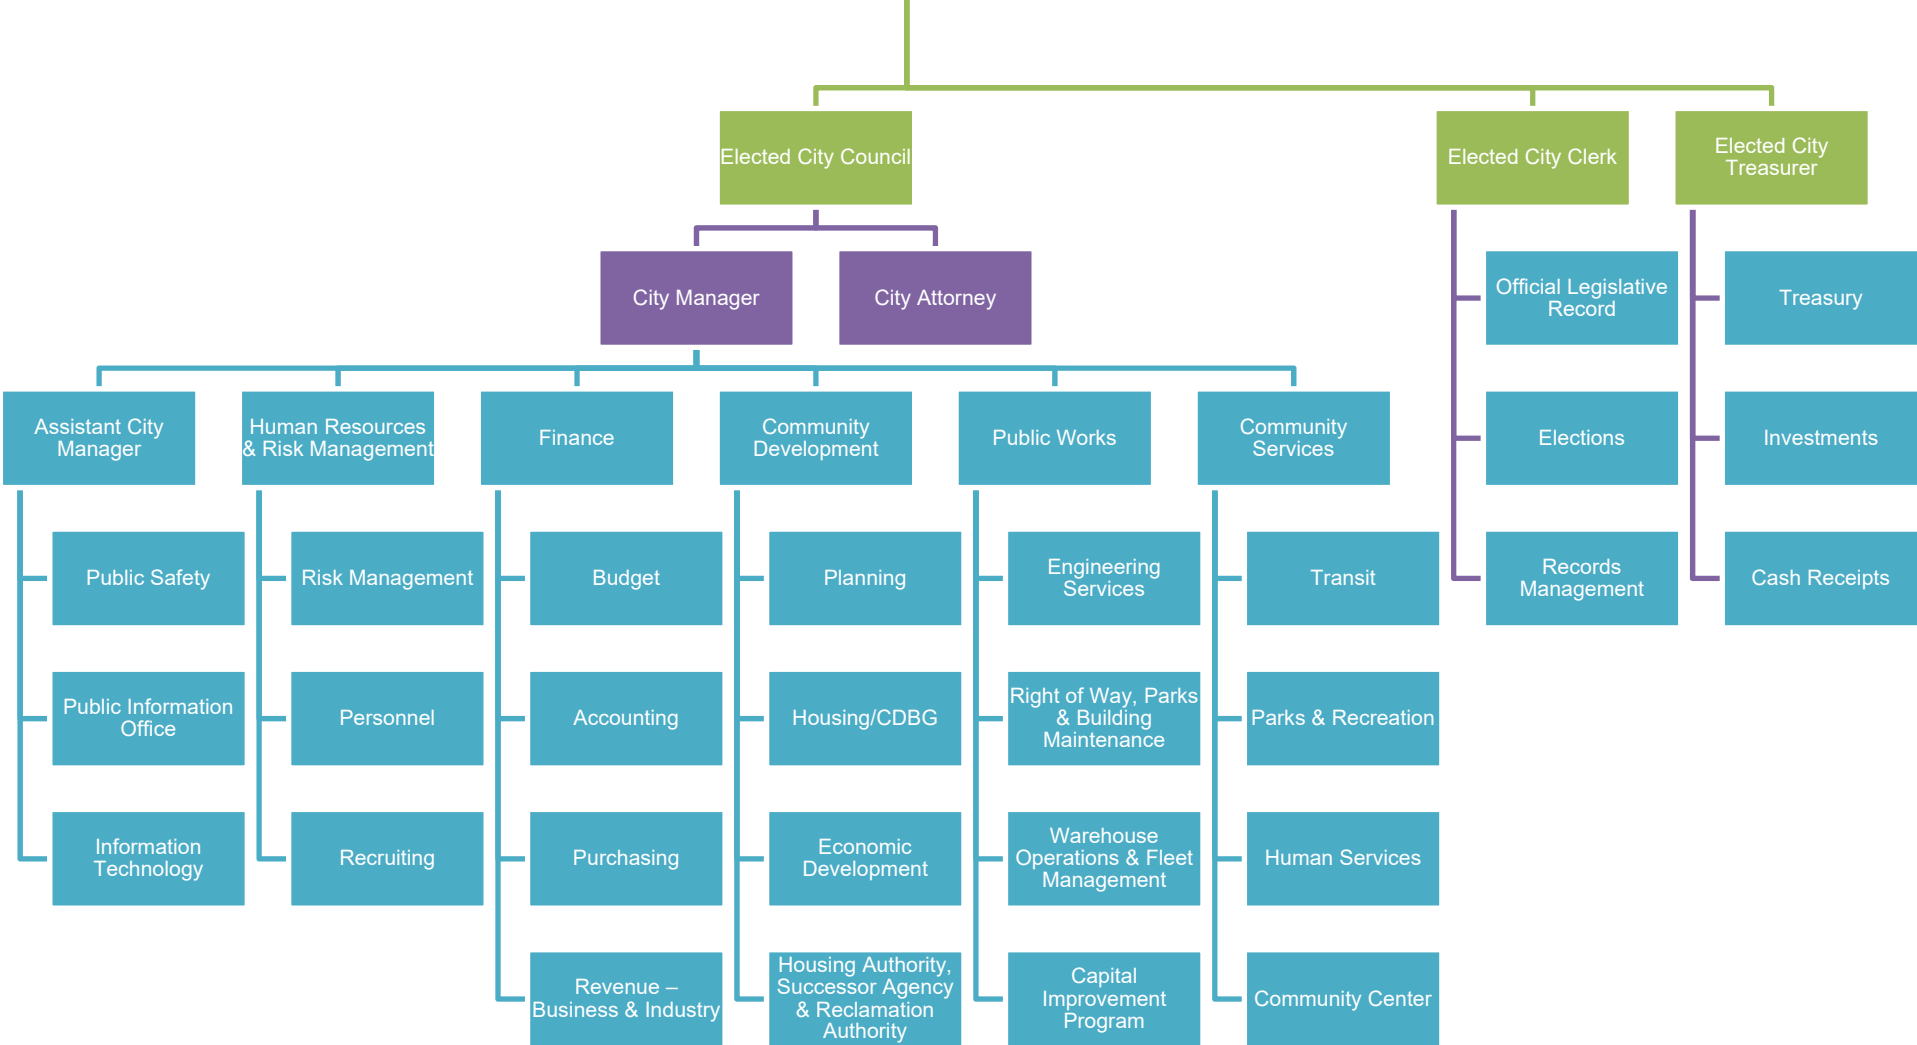 Elected City Council
Elected City Clerk
Elected City
Treasurer
City Manager
City Attorney
Official Legislative
Record
Treasury
Assistant City
Manager
Human Resources
& Risk Management
Finance
Community
Development
Public Works
Community
Services
Elections
Investments
Public Safety
Risk Management
Budget
Planning
Engineering
Services
Transit
Records
Management
Cash Receipts
Public Information
Office
Personnel
Accounting
Housing/CDBG
Right of Way, Parks
& Building
Maintenance
Parks & Recreation
Information
Technology
Recruiting
Purchasing
Economic
Development
Warehouse
Operations & Fleet
Management
Human Services
Revenue –
Business & Industry
Housing Authority,
Successor Agency
& Reclamation
Authority
Capital
Improvement
Program
Community Center